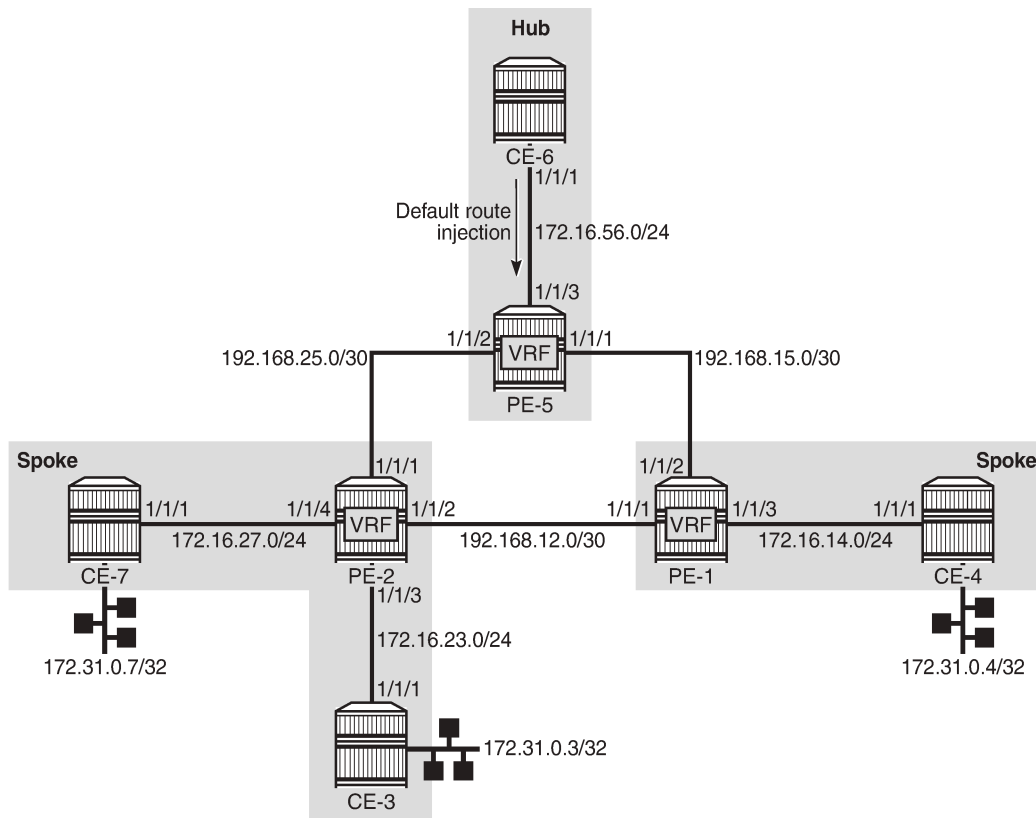 Hub
CE-6
1/1/1
Default route
injection
172.16.56.0/24
1/1/3
1/1/2
VRF
1/1/1
192.168.25.0/30
192.168.15.0/30
PE-5
Spoke
Spoke
1/1/1
1/1/2
1/1/1
1/1/4
VRF
1/1/2
1/1/1
VRF
1/1/3
1/1/1
172.16.27.0/24
192.168.12.0/30
172.16.14.0/24
CE-7
PE-2
PE-1
CE-4
1/1/3
172.16.23.0/24
172.31.0.7/32
172.31.0.4/32
1/1/1
172.31.0.3/32
CE-3